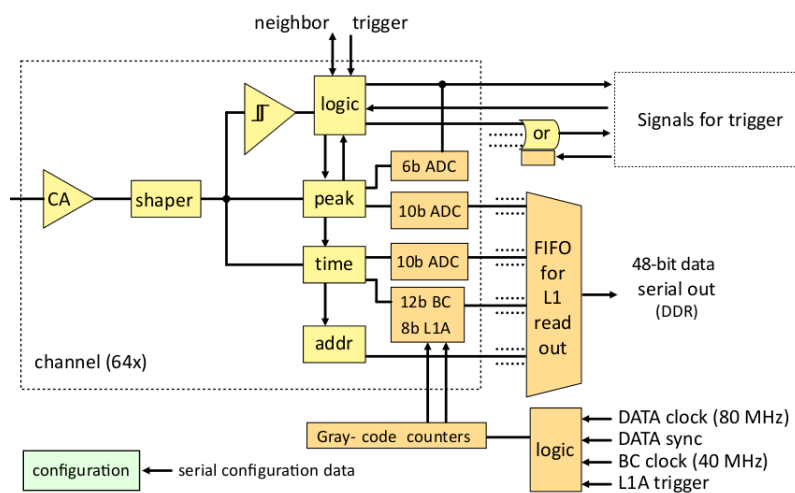 neighbor trigger
logic
CA
shaper
peak
time
addr
6b ADC
10b ADC
10b ADC
12b BC
8b L1A
or
Signals for trigger
FIFO
for
L1
read
out
48-bit data
serial out
(DDR)
channel (64x)
Gray- code counters
logic
DATA clock (80 MHz)
DATA sync
BC clock (40 MHz)
L1A trigger
configuration
serial configuration data